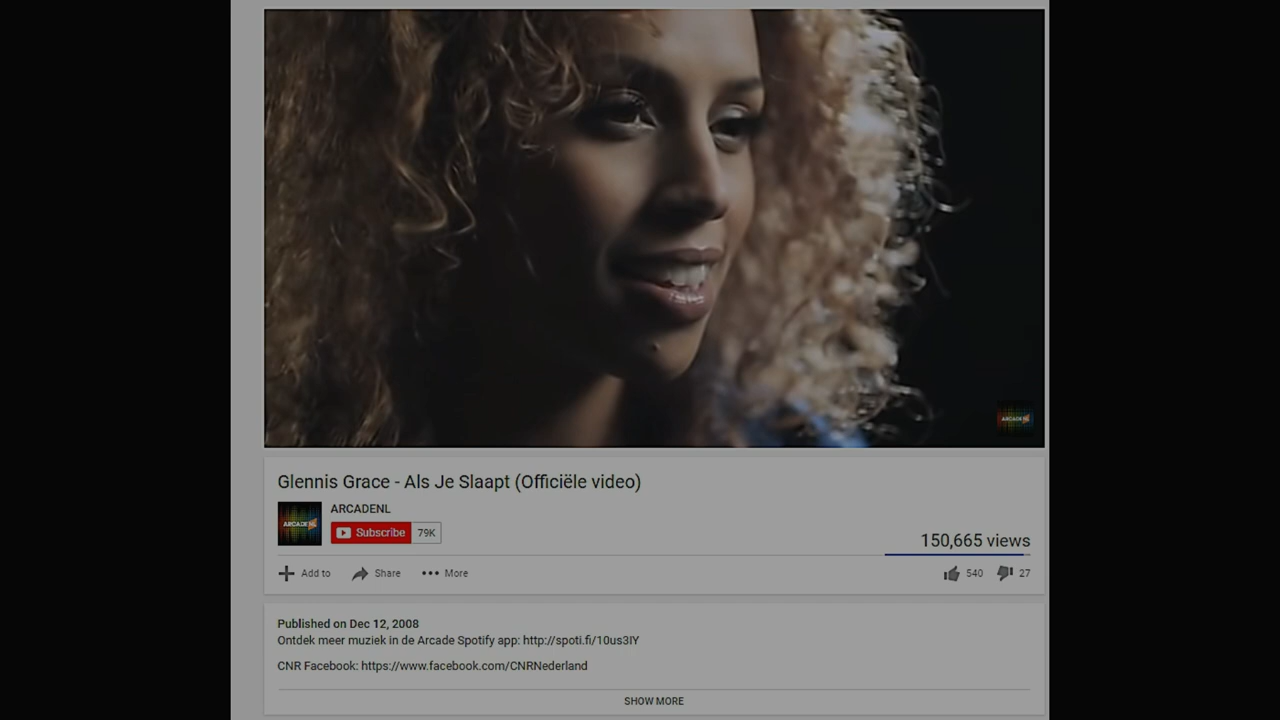 ARCADENL
Glennis Grace - Als Je Slaapt (Officiële video)
ARCADENL
ARCADENL
Subscribe 79K
150,665 views
Add to Share More 540 27
Published on Dec 12, 2008
Ontdek meer muziek in de Arcade Spotify app: http://spoti.fi/10us3IY
CNR Facebook: https://www.facebook.com/CNRNederland
SHOW MORE